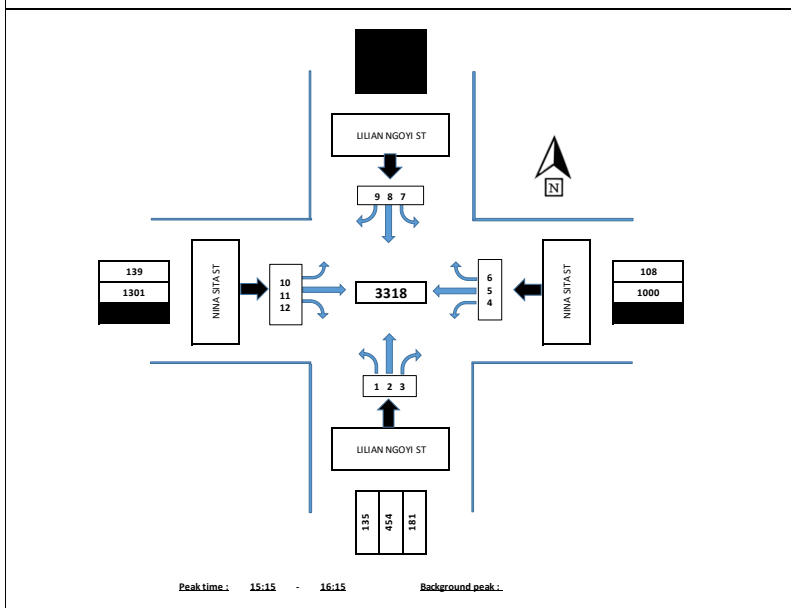 LILIAN NGOYI ST
N
9 8 7
139
1301
NINA SITA ST
10
11
12
3318
6
5
4
NINA SITA ST
108
1000
1 2 3
LILIAN NGOYI ST
135
454
181
Peak time : 15:15 - 16:15 Background peak :